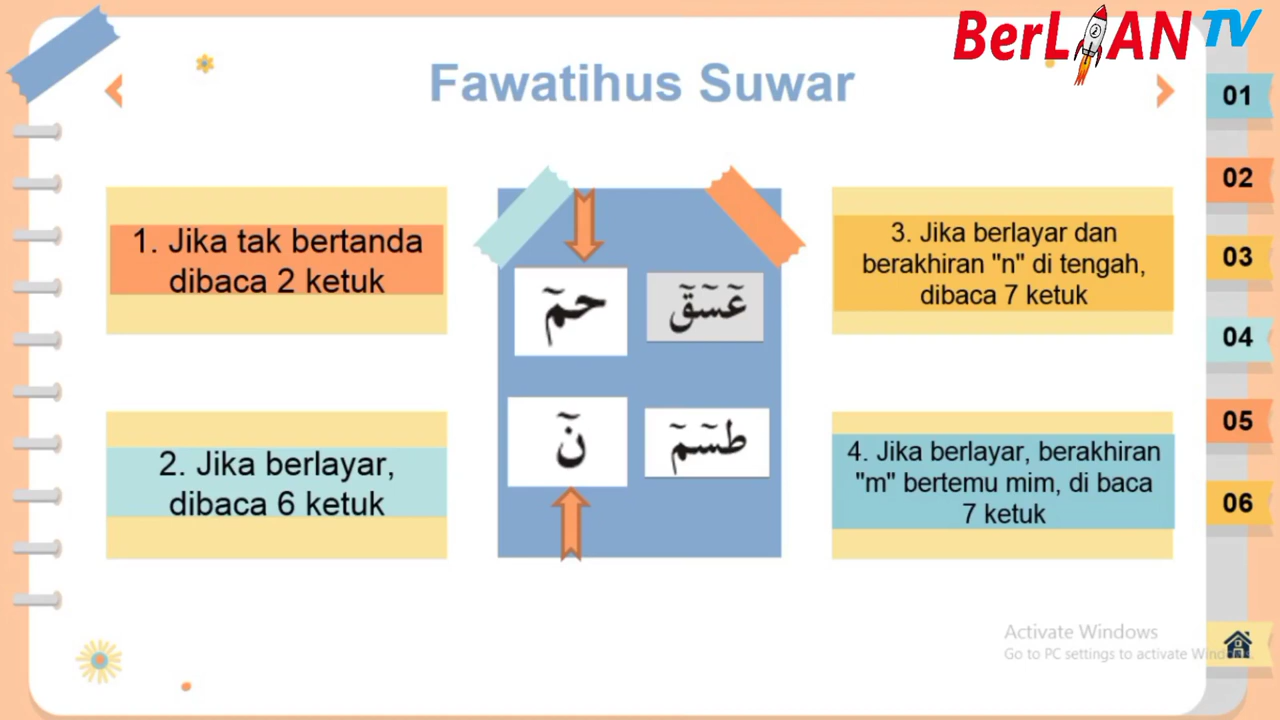 BerLIAN TV
Fawatihus Suwar
1. Jika tak bertanda
dibaca 2 ketuk
2. Jika berlayar,
dibaca 6 ketuk
حمٓ
عٓسٓقٓ
نٓ
طسٓمٓ
3. Jika berlayar dan
berakhiran "n" di tengah,
dibaca 7 ketuk
4. Jika berlayar, berakhiran
"m" bertemu mim, di baca
7 ketuk
01
02
03
04
05
06
Activate Windows
Go to PC settings to activate Windows.